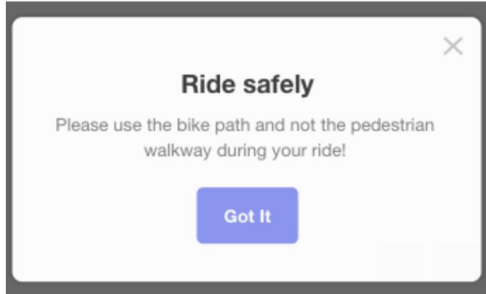 Ride safely
Please use the bike path and not the pedestrian
walkway during your ride!
Got It